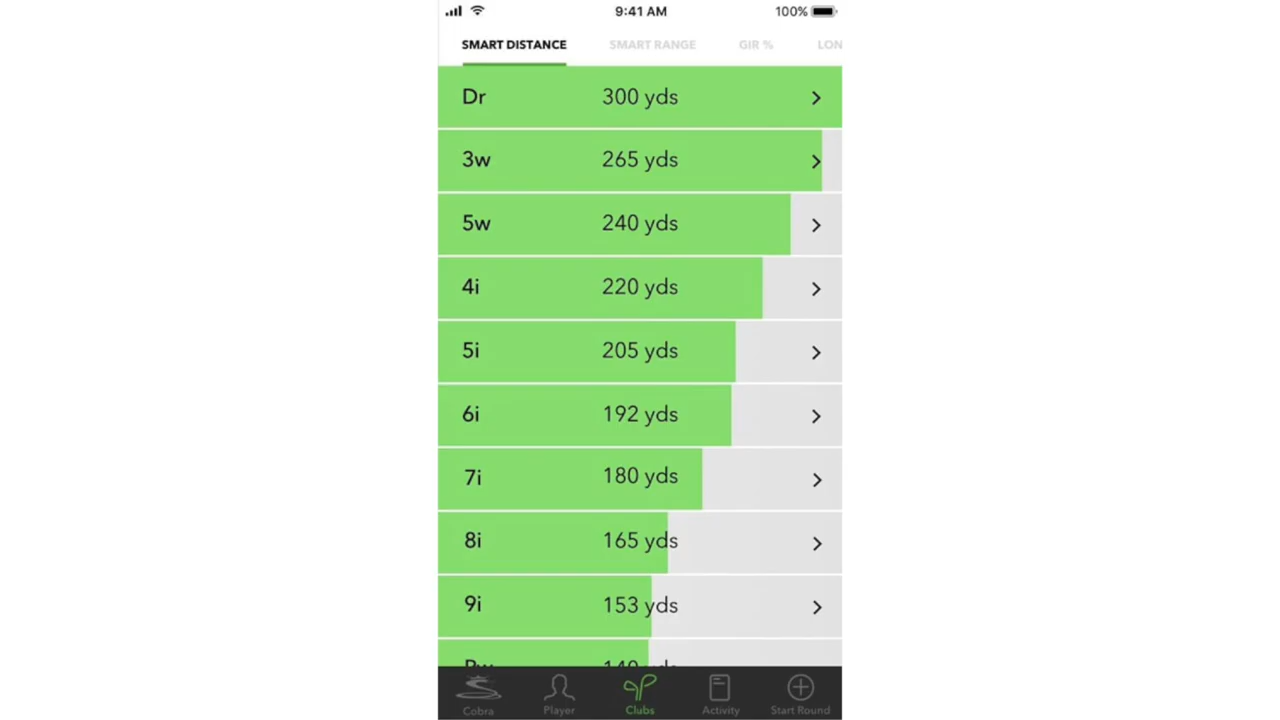 9:41 AM 100%
SMART DISTANCE SMART RANGE GIR % LON
Dr 300 yds
3w 265 yds
5w 240 yds
4i 220 yds
5i 205 yds
6i 192 yds
7i 180 yds
8i 165 yds
9i 153 yds
Cobra Player Clubs Activity Start Round